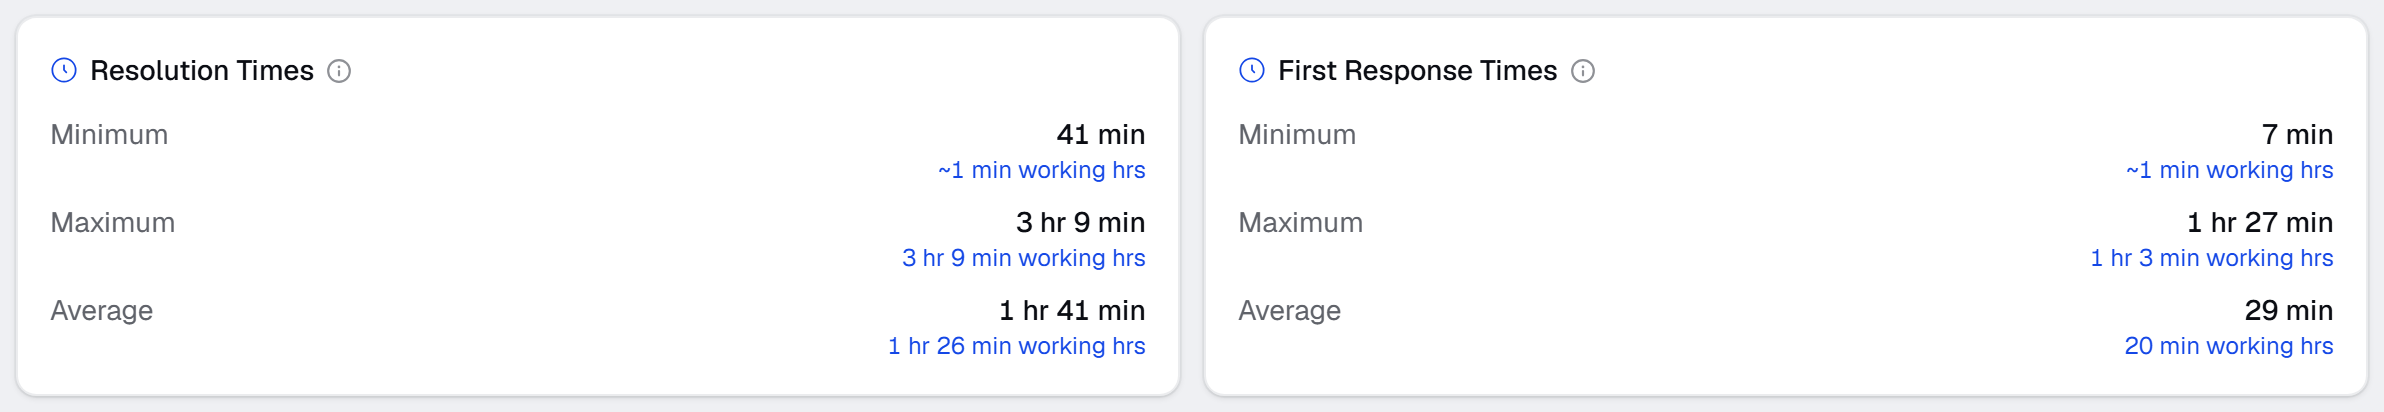 Resolution Times
Minimum 41 min
~1 min working hrs
Maximum 3 hr 9 min
3 hr 9 min working hrs
Average 1 hr 41 min
1 hr 26 min working hrs
First Response Times
Minimum 7 min
~1 min working hrs
Maximum 1 hr 27 min
1 hr 3 min working hrs
Average 29 min
20 min working hrs